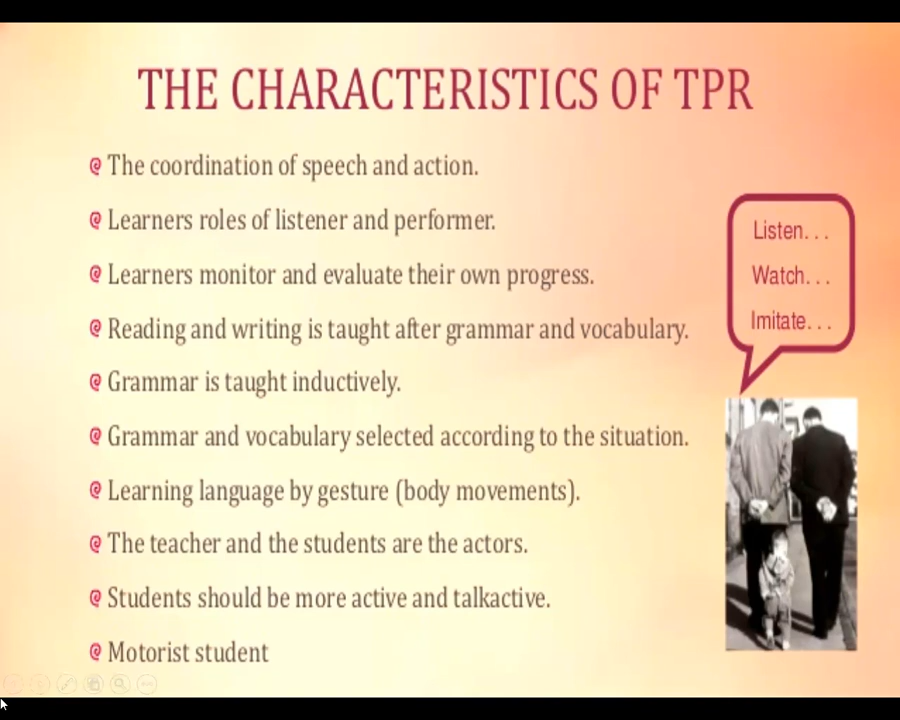 THE CHARACTERISTICS OF TPR
The coordination of speech and action.
Learners roles of listener and performer.
Learners monitor and evaluate their own progress.
Reading and writing is taught after grammar and vocabulary.
Grammar is taught inductively.
Grammar and vocabulary selected according to the situation.
Learning language by gesture (body movements).
The teacher and the students are the actors.
Students should be more active and talkactive.
Motorist student
Listen. . .
Watch. . .
Imitate. . .